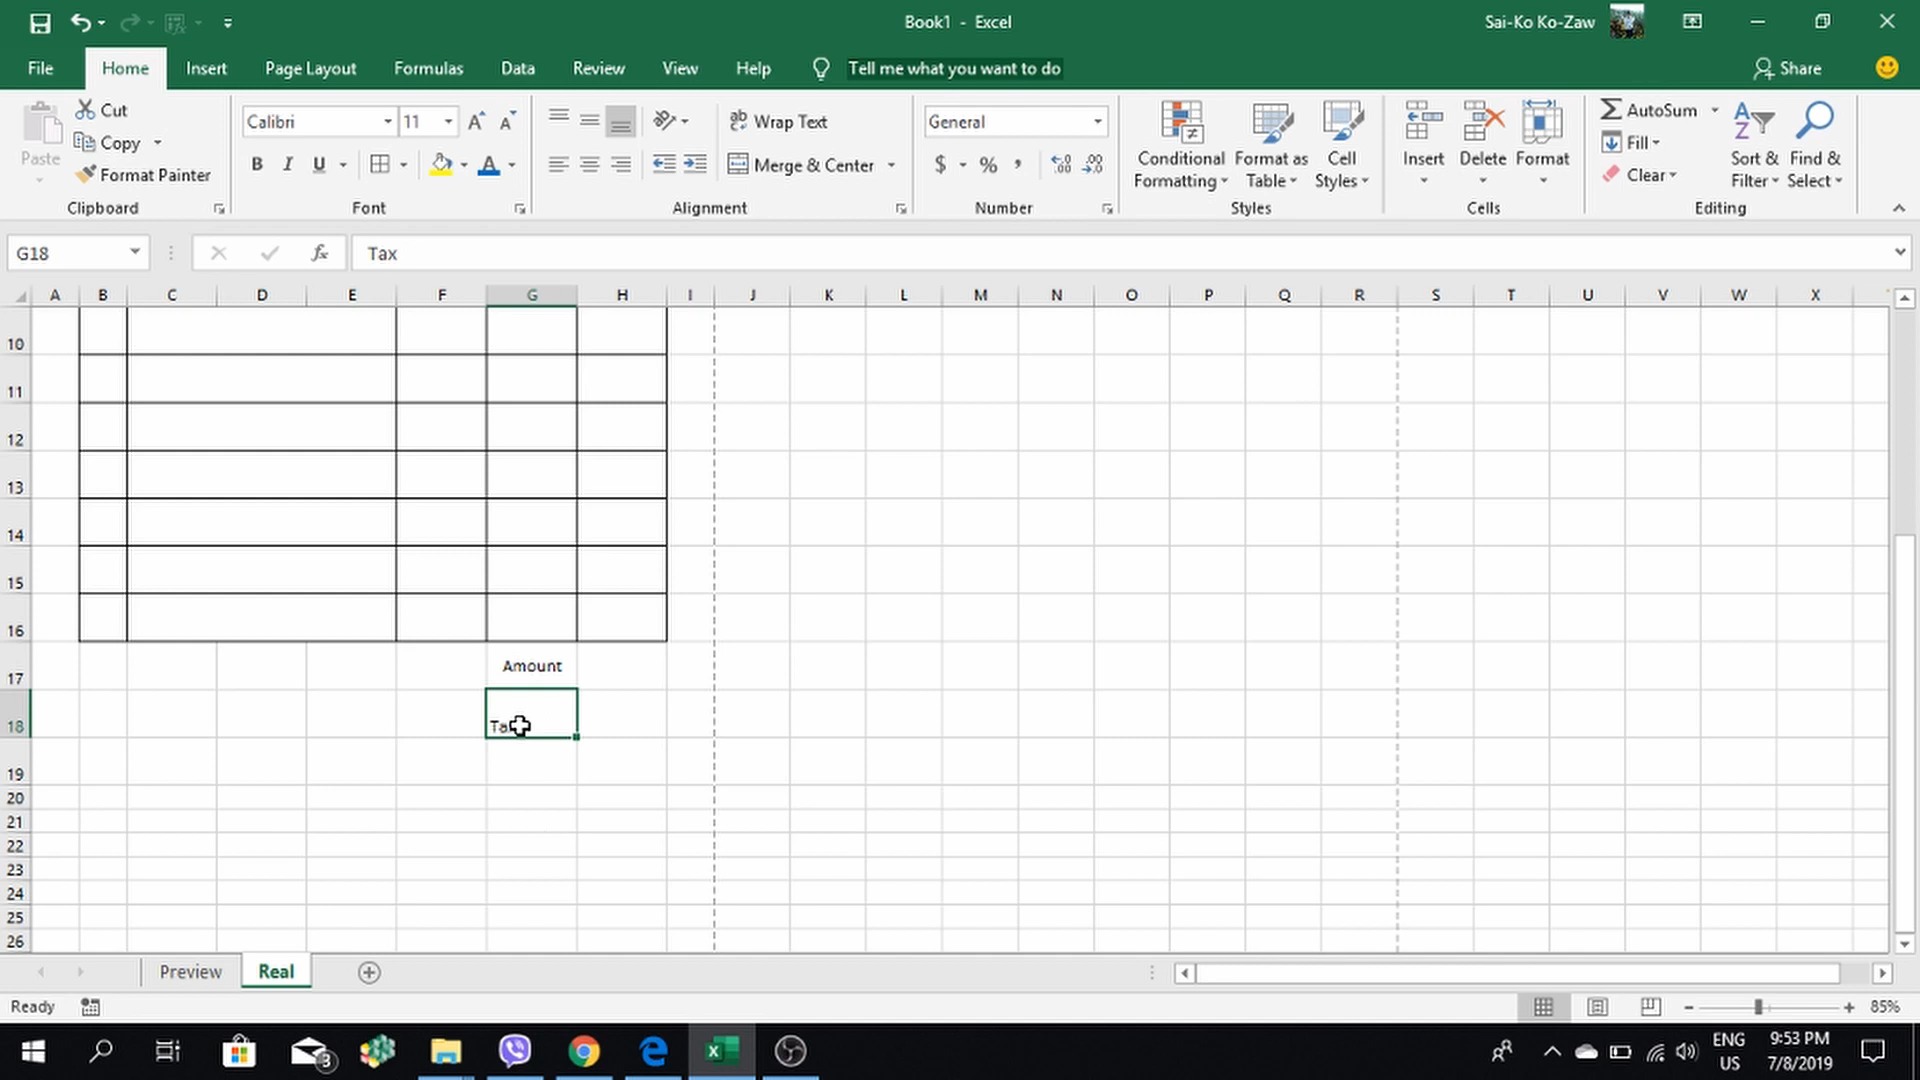 Book1 - Excel
Sai-Ko Ko-Zaw
File
Home
Insert
Page Layout
Formulas
Data
Review
View
Help
Tell me what you want to do
Share
Paste
Cut
Copy
Format Painter
Clipboard
Calibri
11
B I U
Font
Wrap Text
Merge & Center
Alignment
General
$ % ,
Number
Conditional
Formatting
Format as
Table
Cell
Styles
Styles
Insert
Delete
Format
Cells
AutoSum
Fill
Clear
Sort &
Filter
Find &
Select
Editing
G18
fx
Tax
A B C D E F G H I J K L M N O P Q R S T U V W X
10
11
12
13
14
15
16
17 Amount
18
19
20
21
22
23
24
25
26
Preview
Real
Ready
85%
3
ENG
US
9:53 PM
7/8/2019